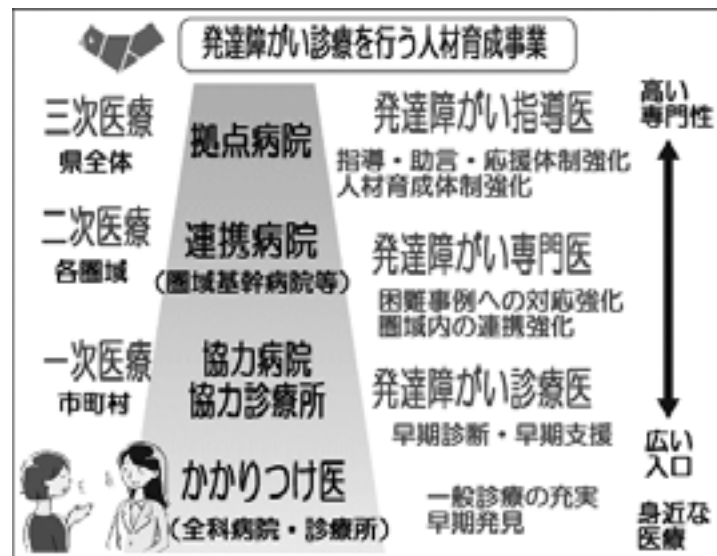 発達障がい診療を行う人材育成事業
三次医療
県全体
拠点病院
発達障がい指導医
指導・助言・応援体制強化
人材育成体制強化
高い
専門性
二次医療
各圏域
連携病院
(圏域基幹病院等)
発達障がい専門医
困難事例への対応強化
圏域内の連携強化
一次医療
市町村
協力病院
協力診療所
発達障がい診療医
早期診断・早期支援
広い
入口
かかりつけ医
(全科病院・診療所)
一般診療の充実
早期発見
身近な
医療